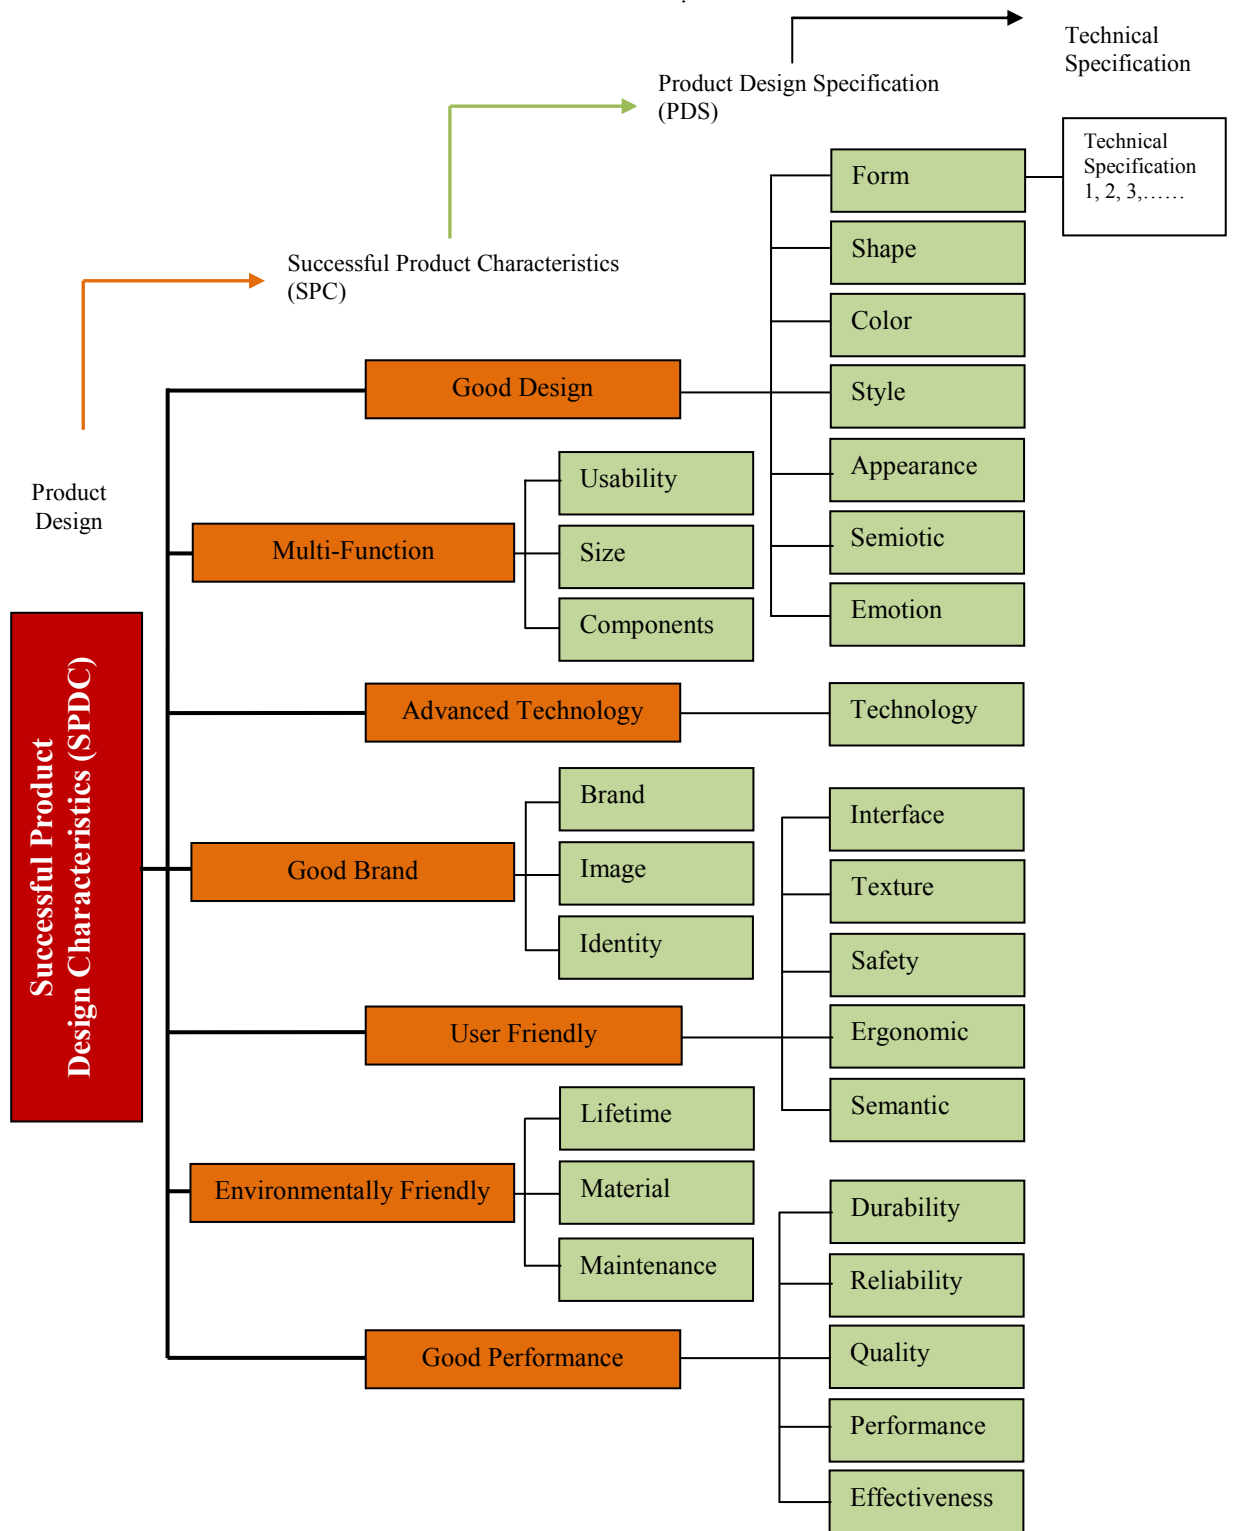 Technical
Specification
Product Design Specification
(PDS)
Technical
Specification
1, 2, 3,……
Form
Shape
Successful Product Characteristics
(SPC)
Color
Good Design
Style
Product
Design
Usability
Appearance
Multi-Function
Size
Semiotic
Components
Emotion
Successful Product
Design Characteristics (SPDC)
Advanced Technology
Technology
Brand
Interface
Good Brand
Image
Texture
Identity
Safety
User Friendly
Ergonomic
Lifetime
Semantic
Environmentally Friendly
Material
Durability
Maintenance
Reliability
Good Performance
Quality
Performance
Effectiveness